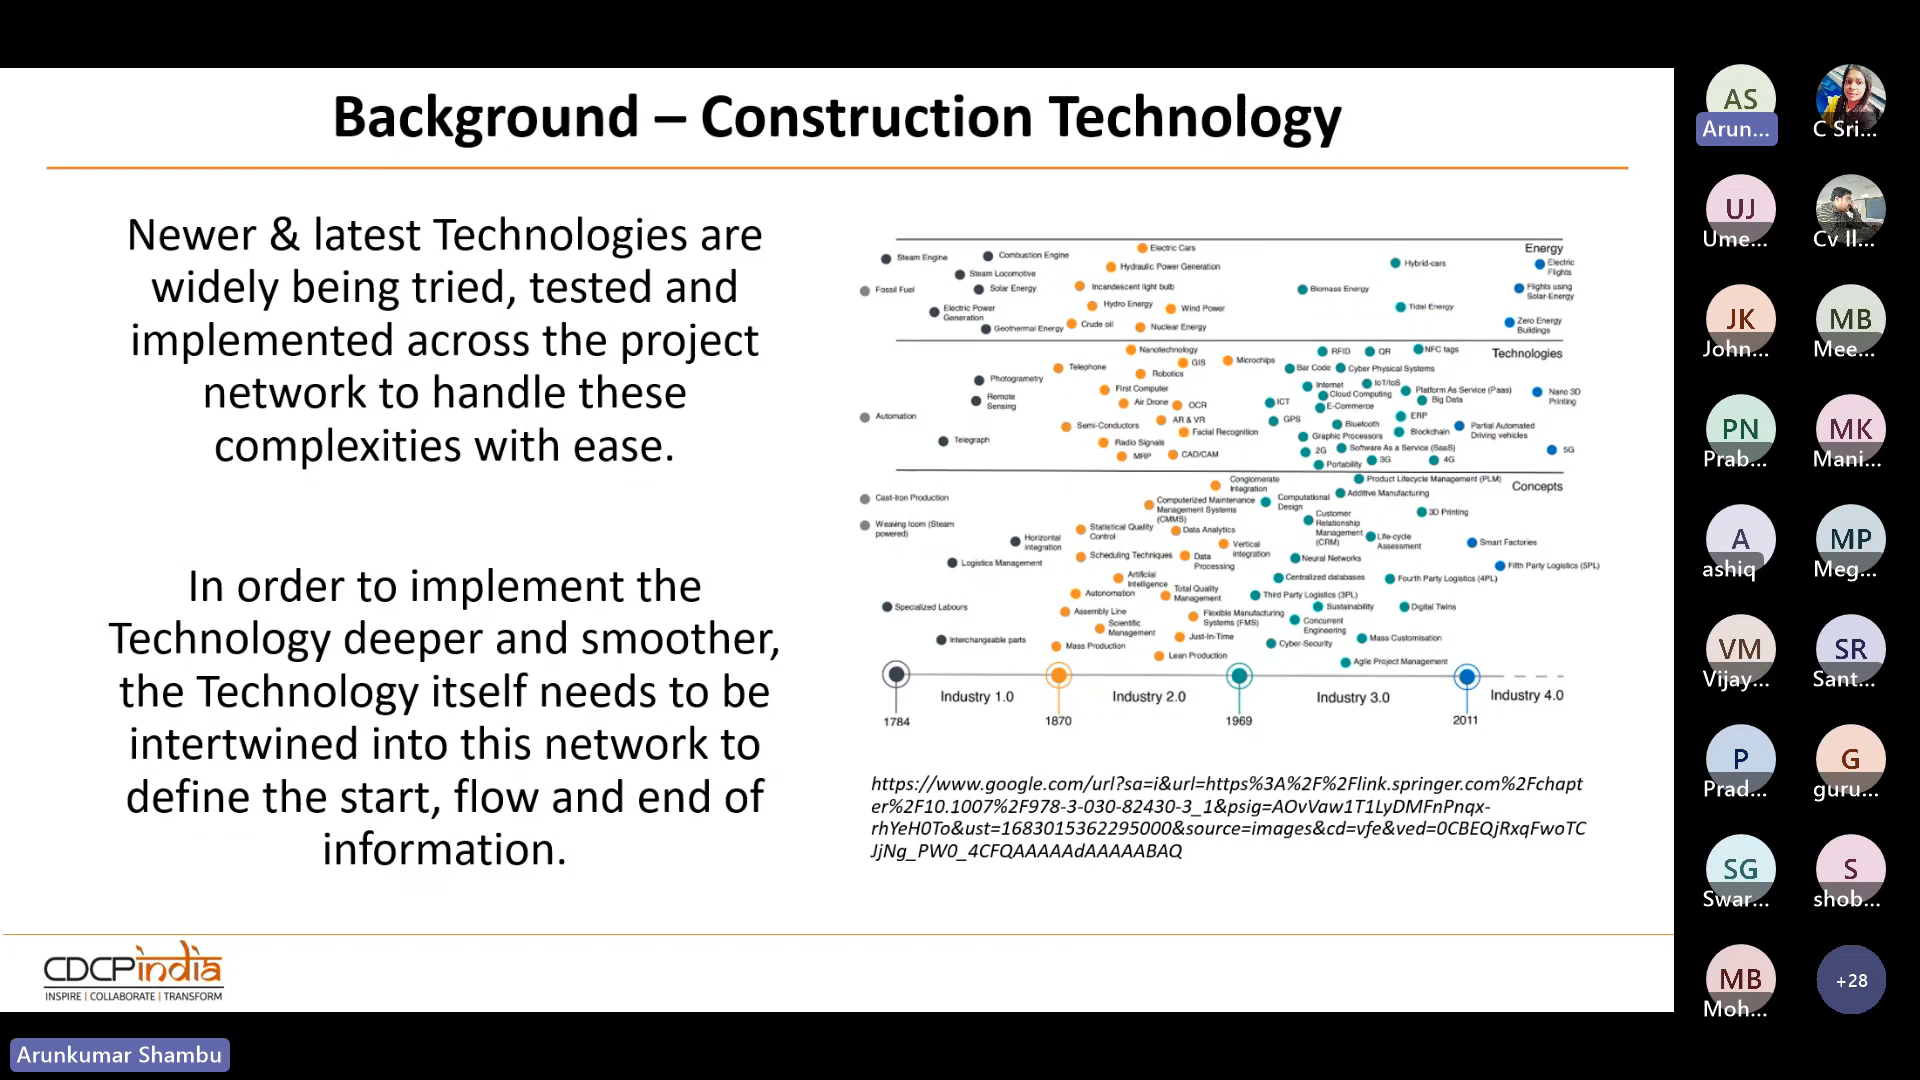 Background – Construction Technology
Newer & latest Technologies are
widely being tried, tested and
implemented across the project
network to handle these
complexities with ease.
In order to implement the
Technology deeper and smoother,
the Technology itself needs to be
intertwined into this network to
define the start, flow and end of
information.
Energy
Electric Cars
Steam Engine
Combustion Engine
Hybrid-cars
Electric
Flights
Hydraulic Power Generation
Steam Locomotive
Fossil Fuel
Solar Energy
Incandescent light bulb
Biomass Energy
Flights using
Solar-Energy
Electric Power
Generation
Hydro Energy
Wind Power
Tidal Energy
Geothermal Energy
Crude oil
Nuclear Energy
Zero Energy
Buildings
Technologies
Nanotechnology
RFID
QR
NFC tags
Telephone
GIS
Microchips
Bar Code
Cyber Physical Systems
Photogrametry
Robotics
First Computer
Internet
IoT/IoS
Platform As Service (Paas)
Nano 3D
Printing
Remote
Sensing
Air Drone
OCR
ICT
Cloud Computing
Big Data
E-Commerce
Automation
AR & VR
GPS
ERP
Semi-Conductors
Facial Recognition
Bluetooth
Blockchain
Partial Automated
Driving vehicles
Telegraph
Radio Signals
Graphic Processors
MRP
CAD/CAM
2G
Software As a Service (SaaS)
5G
Portability
3G
4G
Concepts
Conglomerate
Integration
Product Lifecycle Management (PLM)
Cast-Iron Production
Computerized Maintenance
Management Systems
(CMMS)
Computational
Design
Additive Manufacturing
3D Printing
Weaving loom (Steam
powered)
Statistical Quality
Control
Data Analytics
Customer
Relationship
Management
(CRM)
Horizontal
integration
Vertical
Integration
Life-cycle
Assessment
Smart Factories
Logistics Management
Scheduling Techniques
Data
Processing
Neural Networks
Fifth Party Logistics (5PL)
Artificial
Intelligence
Centralized databases
Fourth Party Logistics (4PL)
Autonomation
Total Quality
Management
Third Party Logistics (3PL)
Specialized Labours
Assembly Line
Flexible Manufacturing
Systems (FMS)
Sustainability
Digital Twins
Scientific
Management
Concurrent
Engineering
Interchangeable parts
Just-In-Time
Cyber-Security
Mass Customisation
Mass Production
Lean Production
Agile Project Management
Industry 1.0
Industry 2.0
Industry 3.0
Industry 4.0
1784
1870
1969
2011
https://www.google.com/url?sa=i&url=https%3A%2F%2Flink.springer.com%2Fchapt
er%2F10.1007%2F978-3-030-82430-3_1&psig=AOvVaw1T1LyDMFnPnqx-
rhYeH0To&ust=1683015362295000&source=images&cd=vfe&ved=0CBEQjRxqFwoTC
JjNg_PW0_4CFQAAAAAdAAAAABAQ
CDCPindia
INSPIRE | COLLABORATE | TRANSFORM
Arunkumar Shambu
AS
Arun...
C Sri...
UJ
Ume...
Cv Il...
JK
John...
MB
Mee...
PN
Prab...
MK
Mani...
A
ashiq
MP
Meg...
VM
Vijay...
SR
Sant...
P
Prad...
G
guru...
SG
Swar...
S
shob...
MB
Moh...
+28